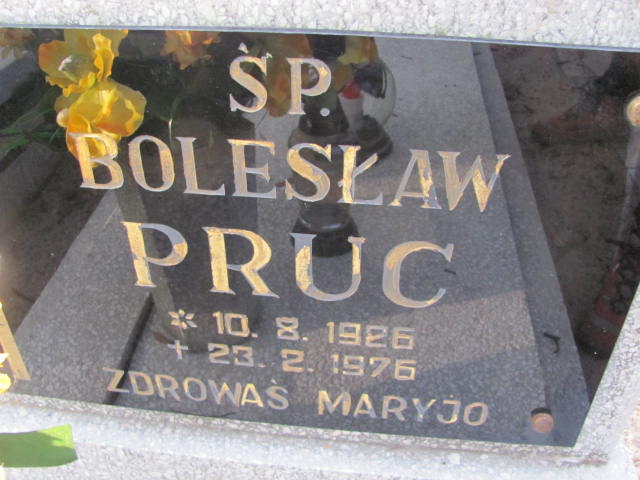 ŚP.
BOLESŁAW
PRUC
* 10. 8. 1926
+ 23. 2. 1976
ZDROWAŚ MARYJO